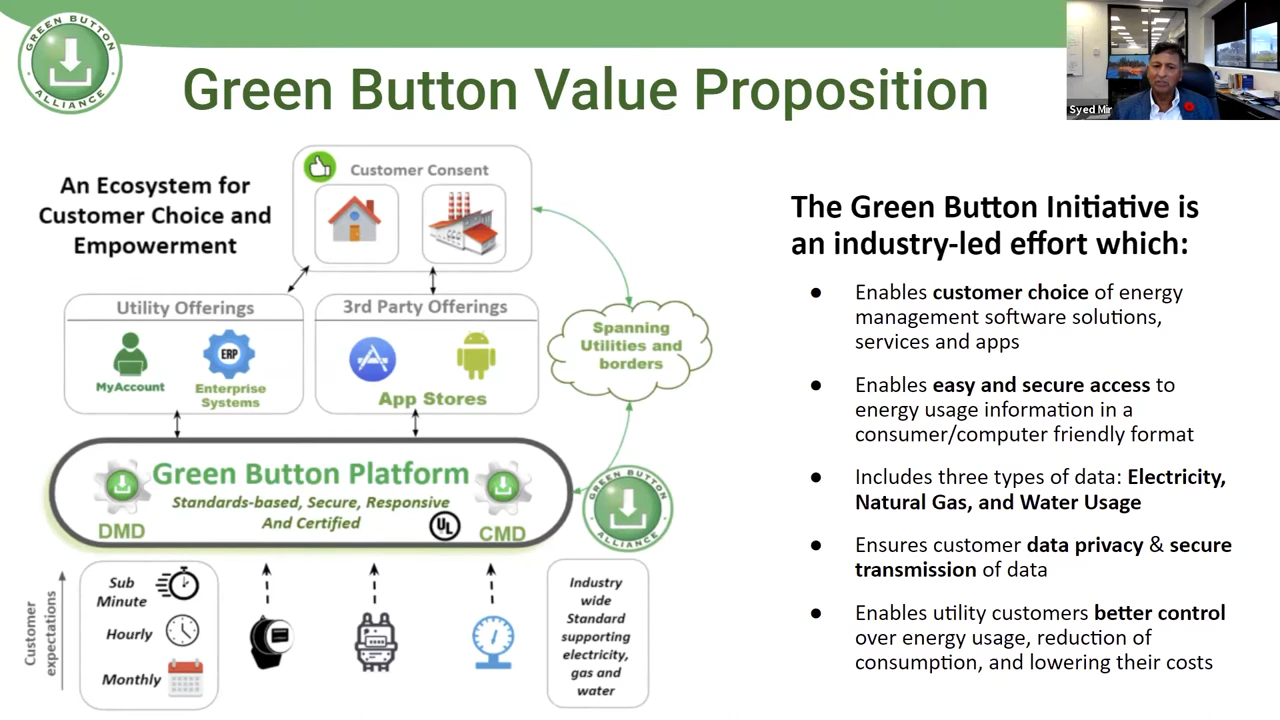 GREEN BUTTON
ALLIANCE
Green Button Value Proposition
Syed Mir
An Ecosystem for
Customer Choice and
Empowerment
Customer Consent
Utility Offerings
MyAccount
ERP
Enterprise
Systems
3rd Party Offerings
App Stores
Spanning
Utilities and
borders
Green Button Platform
Standards-based, Secure, Responsive
And Certified
DMD
UL
CMD
GREEN BUTTON
ALLIANCE
Customer
expectations
Sub
Minute
Hourly
Monthly
Industry
wide
Standard
supporting
electricity,
gas and
water
The Green Button Initiative is
an industry-led effort which:
● Enables customer choice of energy
management software solutions,
services and apps
● Enables easy and secure access to
energy usage information in a
consumer/computer friendly format
● Includes three types of data: Electricity,
Natural Gas, and Water Usage
● Ensures customer data privacy & secure
transmission of data
● Enables utility customers better control
over energy usage, reduction of
consumption, and lowering their costs